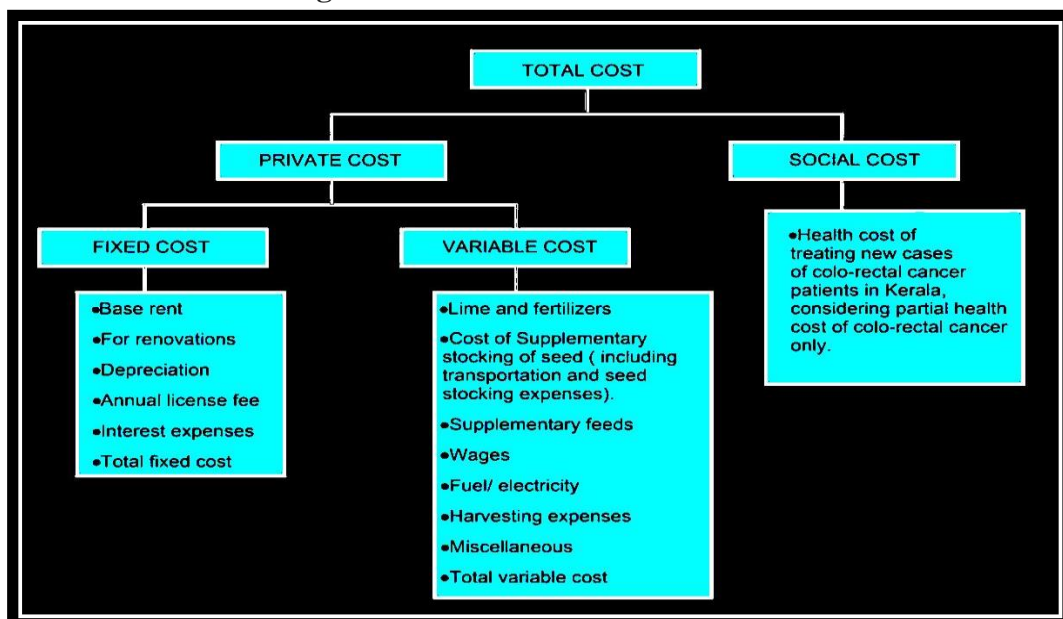 TOTAL COST
PRIVATE COST
SOCIAL COST
FIXED COST
VARIABLE COST
●Base rent
●For renovations
●Depreciation
●Annual license fee
●Interest expenses
●Total fixed cost
●Lime and fertilizers
●Cost of Supplementary
stocking of seed ( including
transportation and seed
stocking expenses).
●Supplementary feeds
●Wages
●Fuel/ electricity
●Harvesting expenses
●Miscellaneous
●Total variable cost
●Health cost of
treating new cases
of colo-rectal cancer
patients in Kerala,
considering partial health
cost of colo-rectal cancer
only.